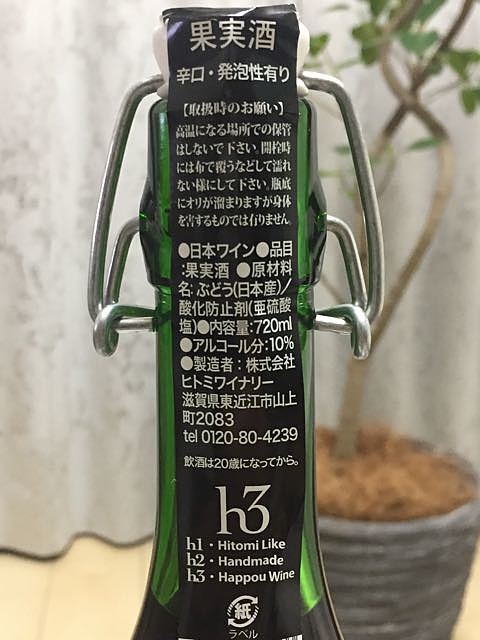 果実酒
辛口・発泡性有り
【取扱時のお願い】
高温になる場所での保管
はしないで下さい。開栓時
には布で覆うなどして濡れ
ない様にして下さい。瓶底
にオリが溜まりますが身体
を害するものでは有りません。
●日本ワイン●品目
:果実酒 ●原材料
名:ぶどう(日本産)/
酸化防止剤(亜硫酸
塩)●内容量:720ml
●アルコール分:10%
●製造者:株式会社
ヒトミワイナリー
滋賀県東近江市山上
町2083
tel 0120-80-4239
飲酒は20歳になってから。
h3
h1・Hitomi Like
h2・Handmade
h3・Happou Wine
紙
ラベル